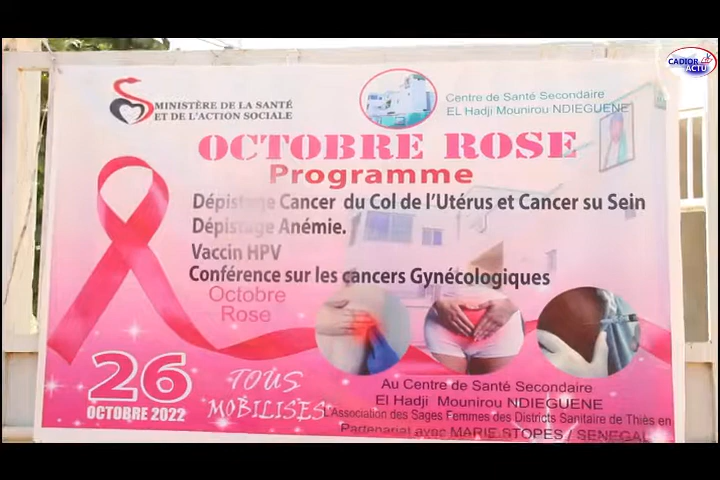 CADIOR
ACTU
MINISTÈRE DE LA SANTÉ
ET DE L'ACTION SOCIALE
Centre de Santé Secondaire
EL Hadji Mounirou NDIEGUENE
OCTOBRE ROSE
Programme
Dépistage Cancer du Col de l'Utérus et Cancer su Sein
Dépistage Anémie.
Vaccin HPV
Conférence sur les cancers Gynécologiques
Octobre
Rose
26
OCTOBRE 2022
TOUS
MOBILISES
Au Centre de Santé Secondaire
El Hadji Mounirou NDIEGUENE
L'Association des Sages Femmes des Districts Sanitaire de Thiès en
Partenariat avec MARIE STOPES / SENEGAL